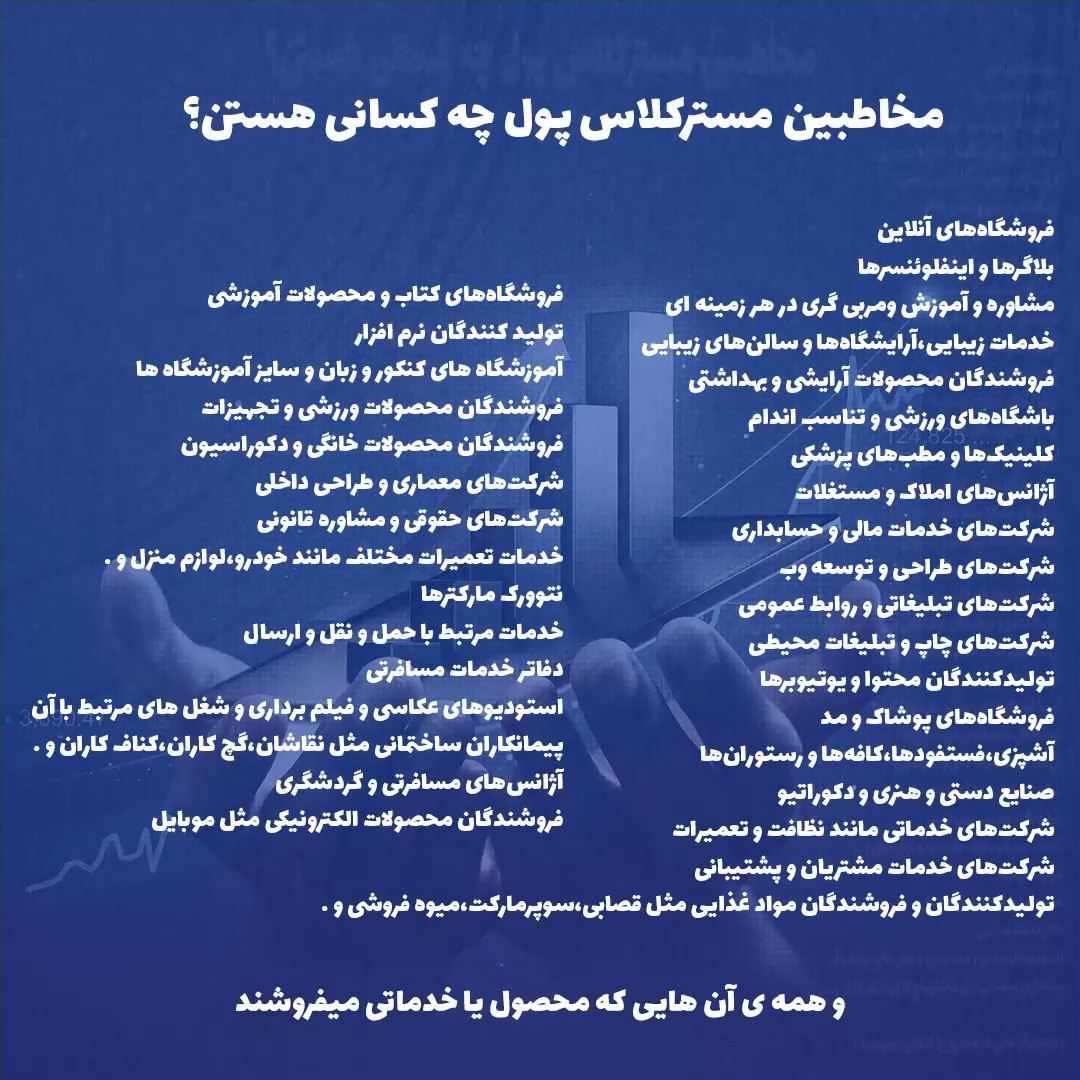 مخاطبین مسترکلاس پول چه کسانی هستن؟
فروشگاه‌های آنلاین
بلاگرها و اینفلوئنسرها
مشاوره و آموزش ومربی گری در هر زمینه ای
خدمات زیبایی،آرایشگاه‌ها و سالن‌های زیبایی
فروشندگان محصولات آرایشی و بهداشتی
باشگاه‌های ورزشی و تناسب اندام
کلینیک‌ها و مطب‌های پزشکی
آژانس‌های املاک و مستغلات
شرکت‌های خدمات مالی و حسابداری
شرکت‌های طراحی و توسعه وب
شرکت‌های تبلیغاتی و روابط عمومی
شرکت‌های چاپ و تبلیغات محیطی
تولیدکنندگان محتوا و یوتیوبرها
فروشگاه‌های پوشاک و مد
آشپزی،فستفودها،کافه‌ها و رستوران‌ها
صنایع دستی و هنری و دکوراتیو
شرکت‌های خدماتی مانند نظافت و تعمیرات
شرکت‌های خدمات مشتریان و پشتیبانی
تولیدکنندگان و فروشندگان مواد غذایی مثل قصابی،سوپرمارکت،میوه فروشی و .
فروشگاه‌های کتاب و محصولات آموزشی
تولید کنندگان نرم افزار
آموزشگاه های کنکور و زبان و سایز آموزشگاه ها
فروشندگان محصولات ورزشی و تجهیزات
فروشندگان محصولات خانگی و دکوراسیون
شرکت‌های معماری و طراحی داخلی
شرکت‌های حقوقی و مشاوره قانونی
خدمات تعمیرات مختلف مانند خودرو،لوازم منزل و .
نتوورک مارکترها
خدمات مرتبط با حمل و نقل و ارسال
دفاتر خدمات مسافرتی
استودیوهای عکاسی و فیلم برداری و شغل های مرتبط با آن
پیمانکاران ساختمانی مثل نقاشان،گچ کاران،کناف کاران و .
آژانس‌های مسافرتی و گردشگری
فروشندگان محصولات الکترونیکی مثل موبایل
و همه ی آن هایی که محصول یا خدماتی میفروشند